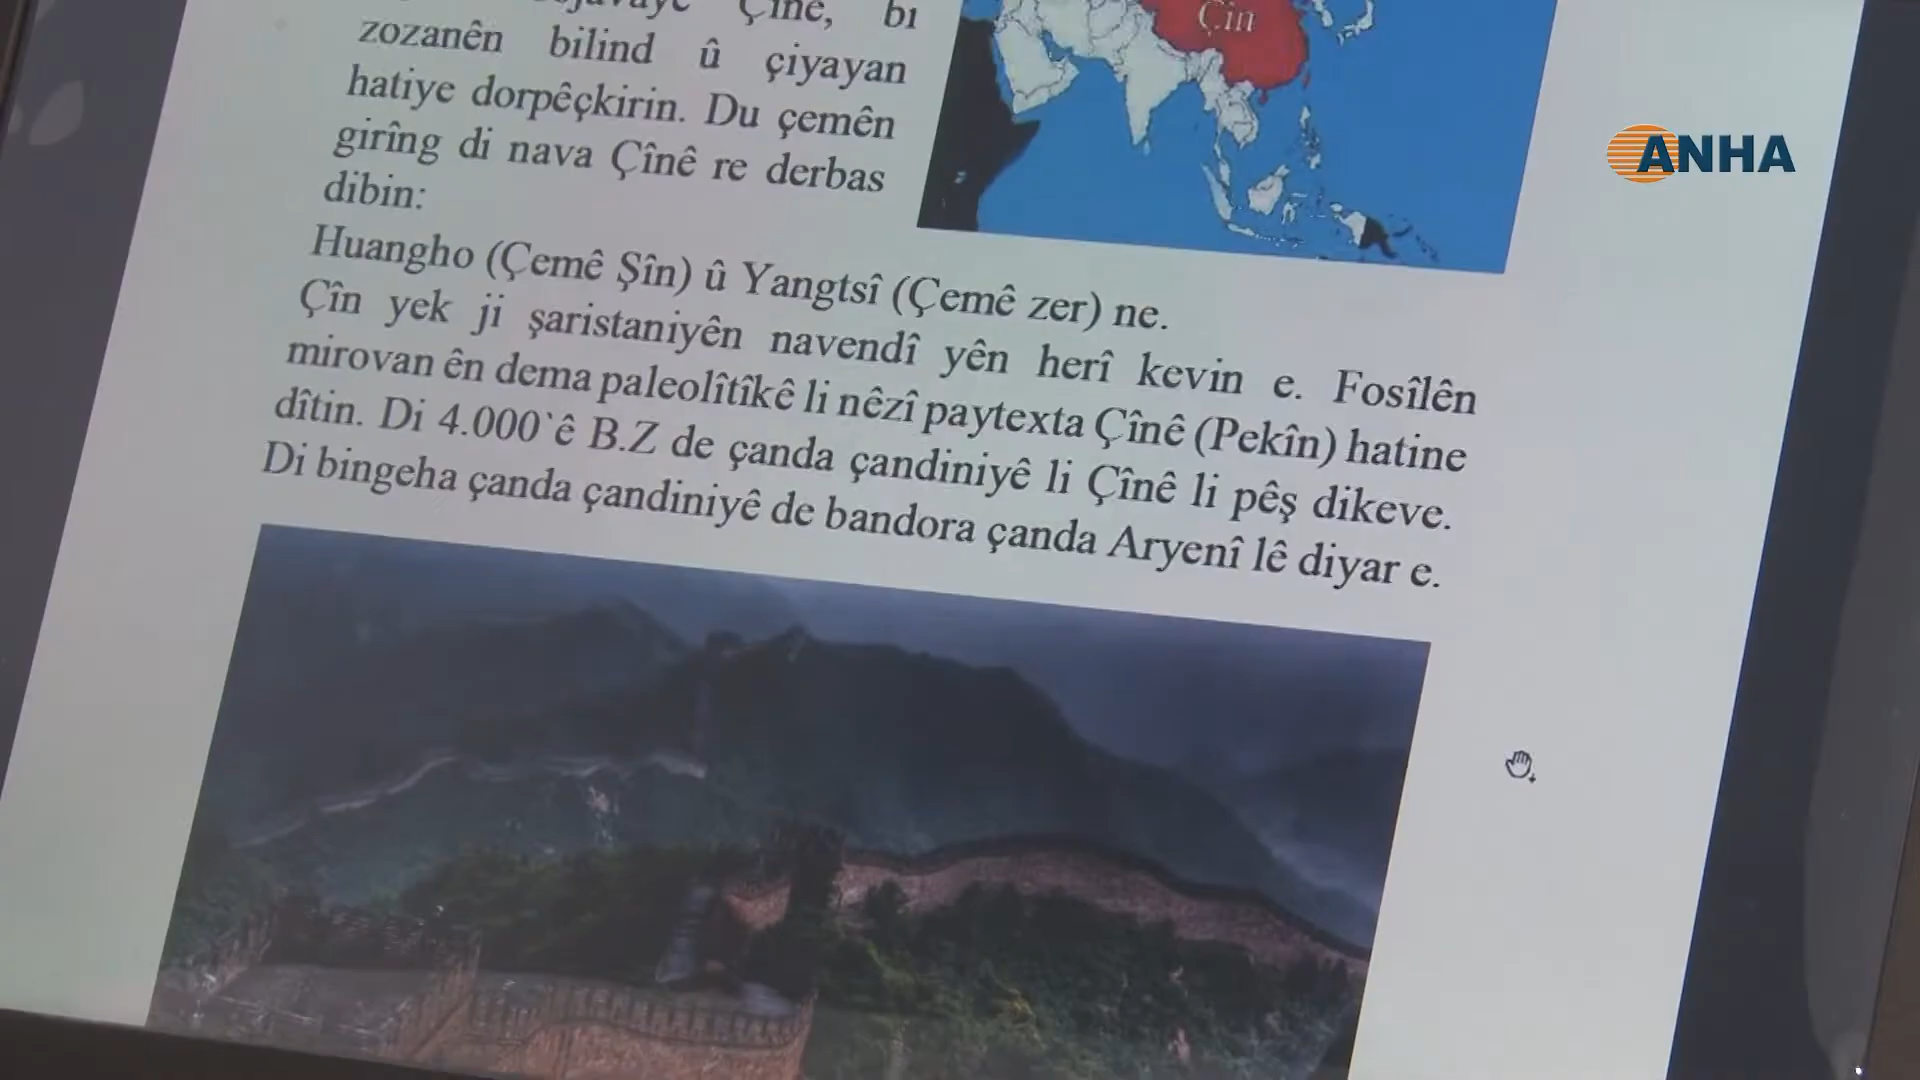 Çînê, bi
zozanên bilind û çiyayan
hatiye dorpêçkirin. Du çemên
girîng di nava Çînê re derbas
dibin:
Huangho (Çemê Şîn) û Yangtsî (Çemê zer) ne.
Çîn yek ji şaristaniyên navendî yên herî kevin e. Fosîlên
mirovan ên dema paleolîtîkê li nêzî paytexta Çînê (Pekîn) hatine
dîtin. Di 4.000`ê B.Z de çanda çandiniyê li Çînê li pêş dikeve.
Di bingeha çanda çandiniyê de bandora çanda Aryenî lê diyar e.
Çin
ANHA